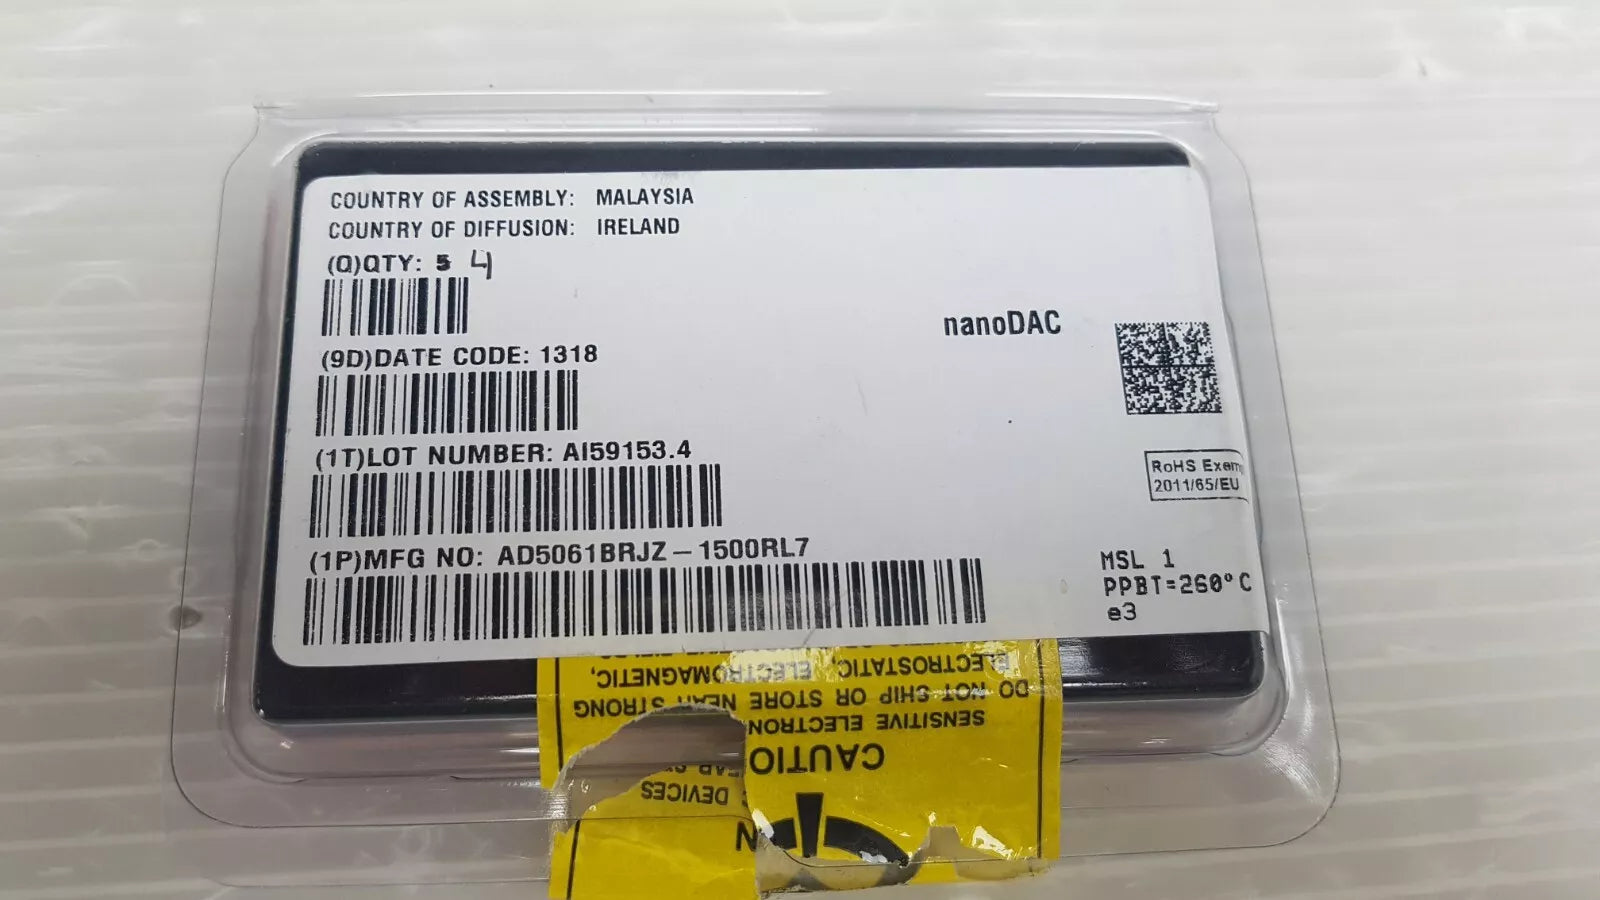 COUNTRY OF ASSEMBLY: MALAYSIA
COUNTRY OF DIFFUSION: IRELAND
(Q)QTY: 5 4
nanoDAC
(9D)DATE CODE: 1318
(1T)LOT NUMBER: AI59153.4
RoHS Exem
2011/65/EU
(1P)MFG NO: AD5061BRJZ-1500RL7
MSL 1
PPBT=260°C
e3
CAUTIO
SENSITIVE ELECTRON
DO NOT SHIP OR STORE NEAR STRONG
ELECTROSTATIC, ELECTROMAGNETIC,
DEVICES
N